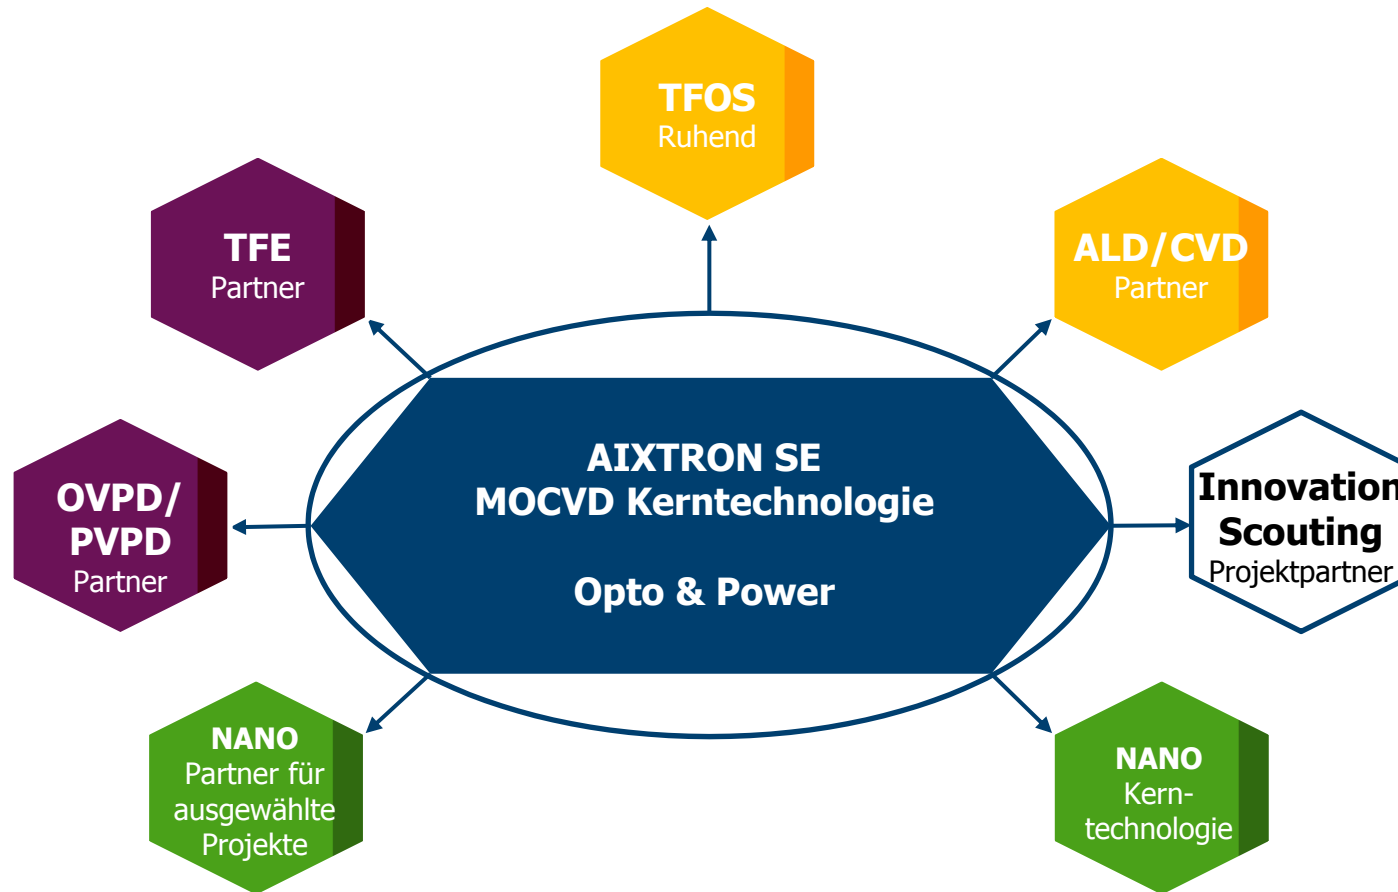 TFOS
Ruhend
TFE
Partner
ALD/CVD
Partner
AIXTRON SE
MOCVD Kerntechnologie
Opto & Power
OVPD/
PVPD
Partner
Innovation
Scouting
Projektpartner
NANO
Partner für
ausgewählte
Projekte
NANO
Kern-
technologie